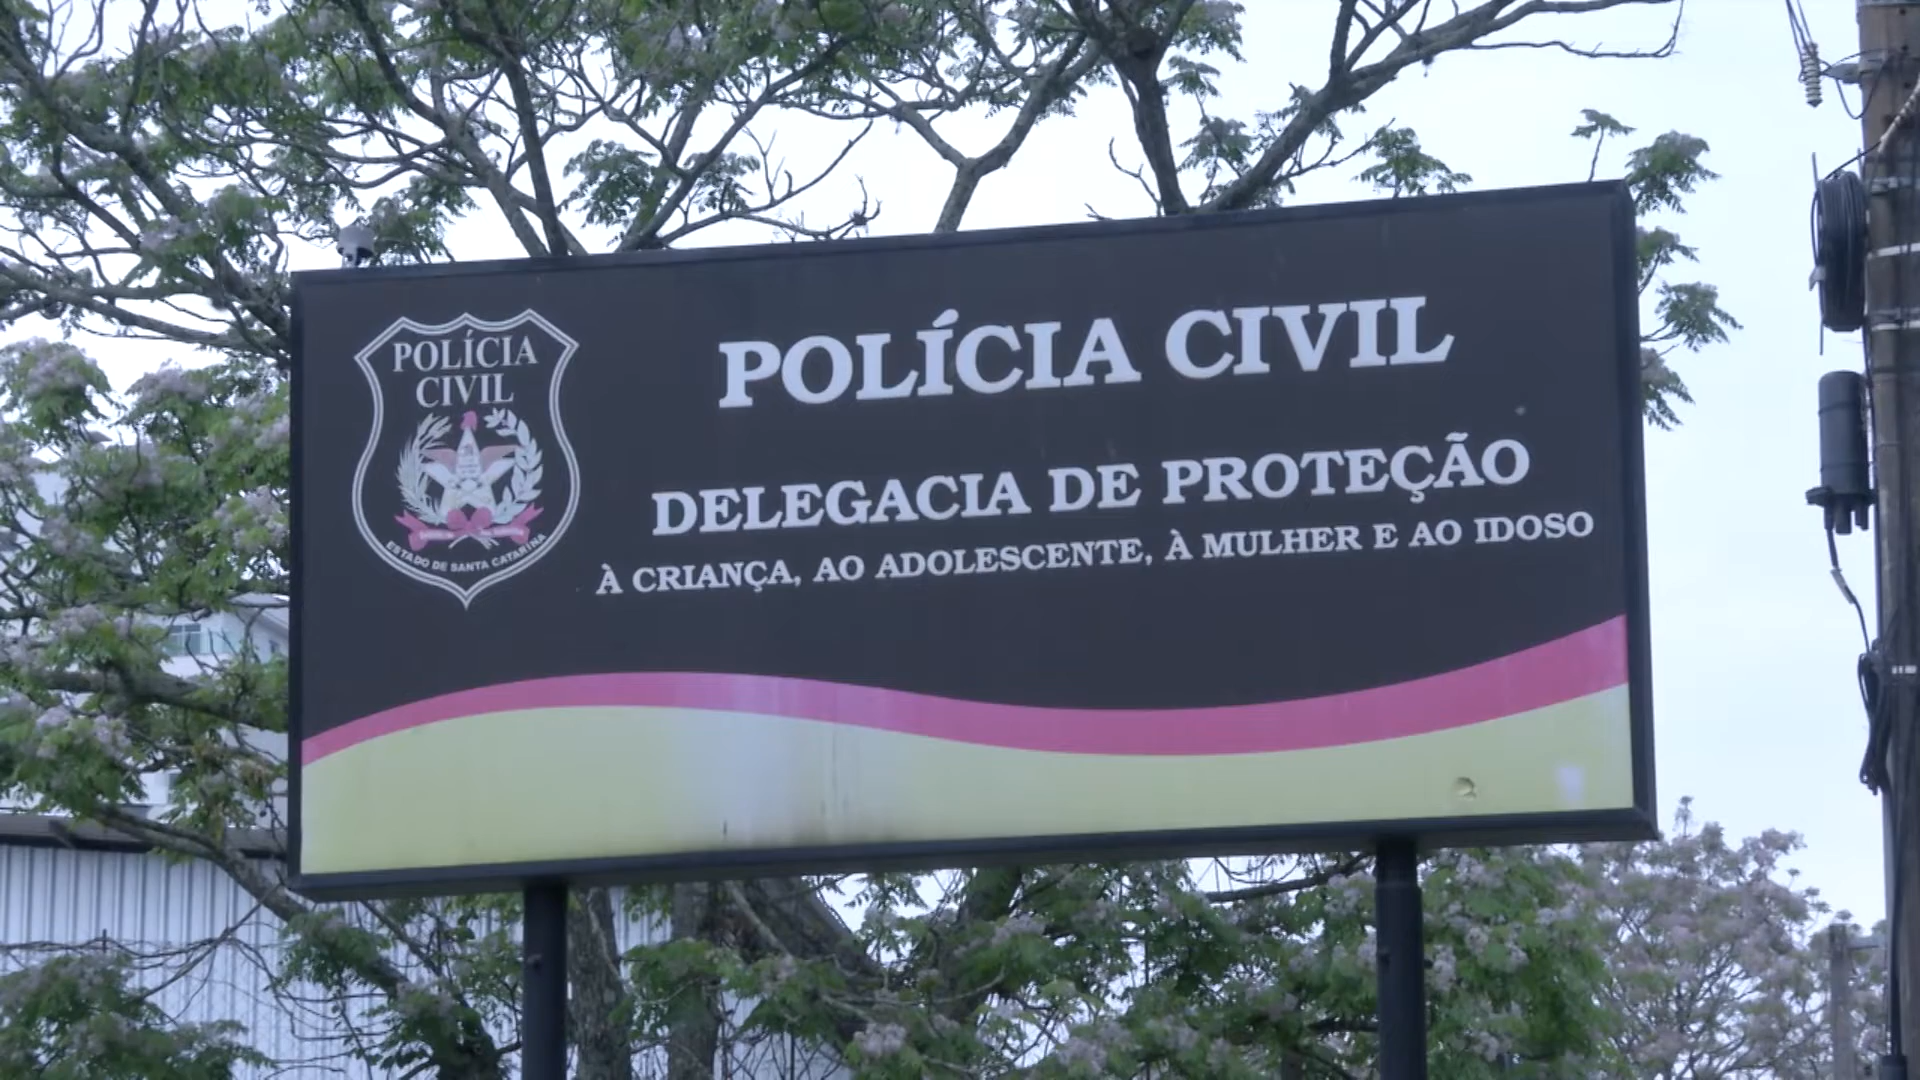 POLÍCIA
CIVIL
ESTADO DE SANTA CATARINA
POLÍCIA CIVIL
DELEGACIA DE PROTEÇÃO
À CRIANÇA, AO ADOLESCENTE, À MULHER E AO IDOSO